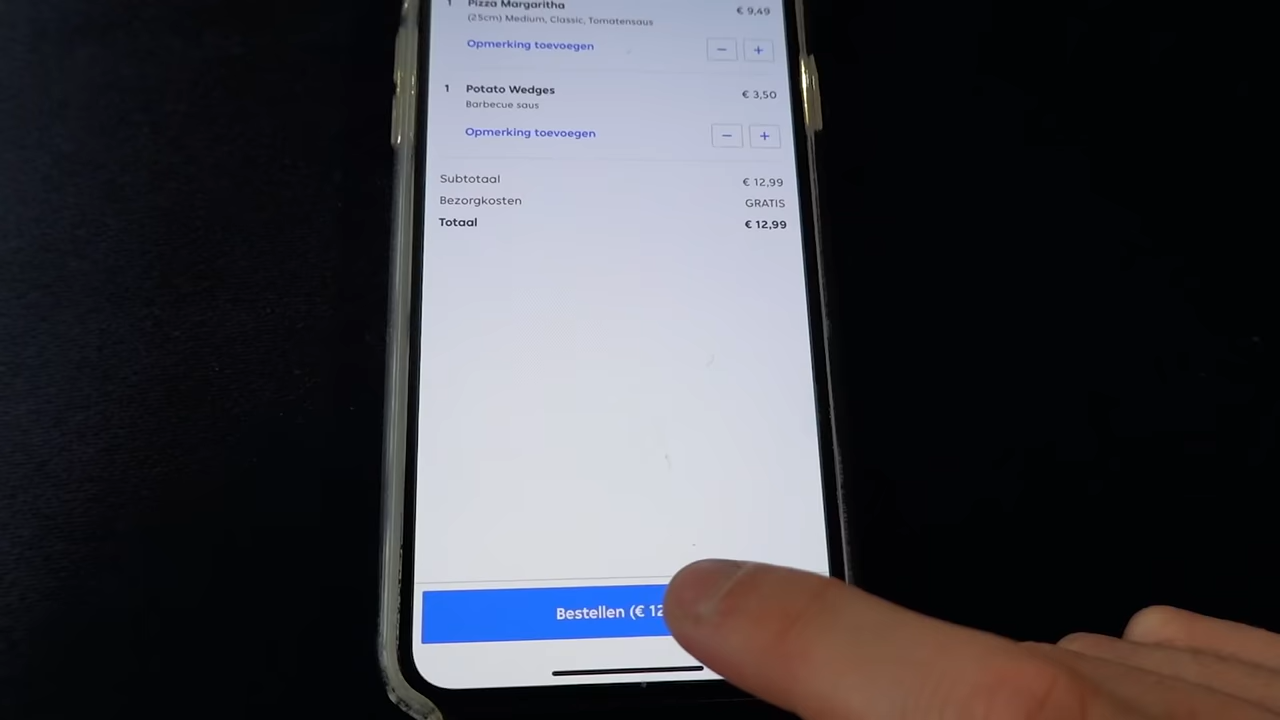 1 Pizza Margaritha € 9,49
(25cm) Medium, Classic, Tomatensaus
Opmerking toevoegen − +
1 Potato Wedges € 3,50
Barbecue saus
Opmerking toevoegen − +
Subtotaal € 12,99
Bezorgkosten GRATIS
Totaal € 12,99
Bestellen (€ 12